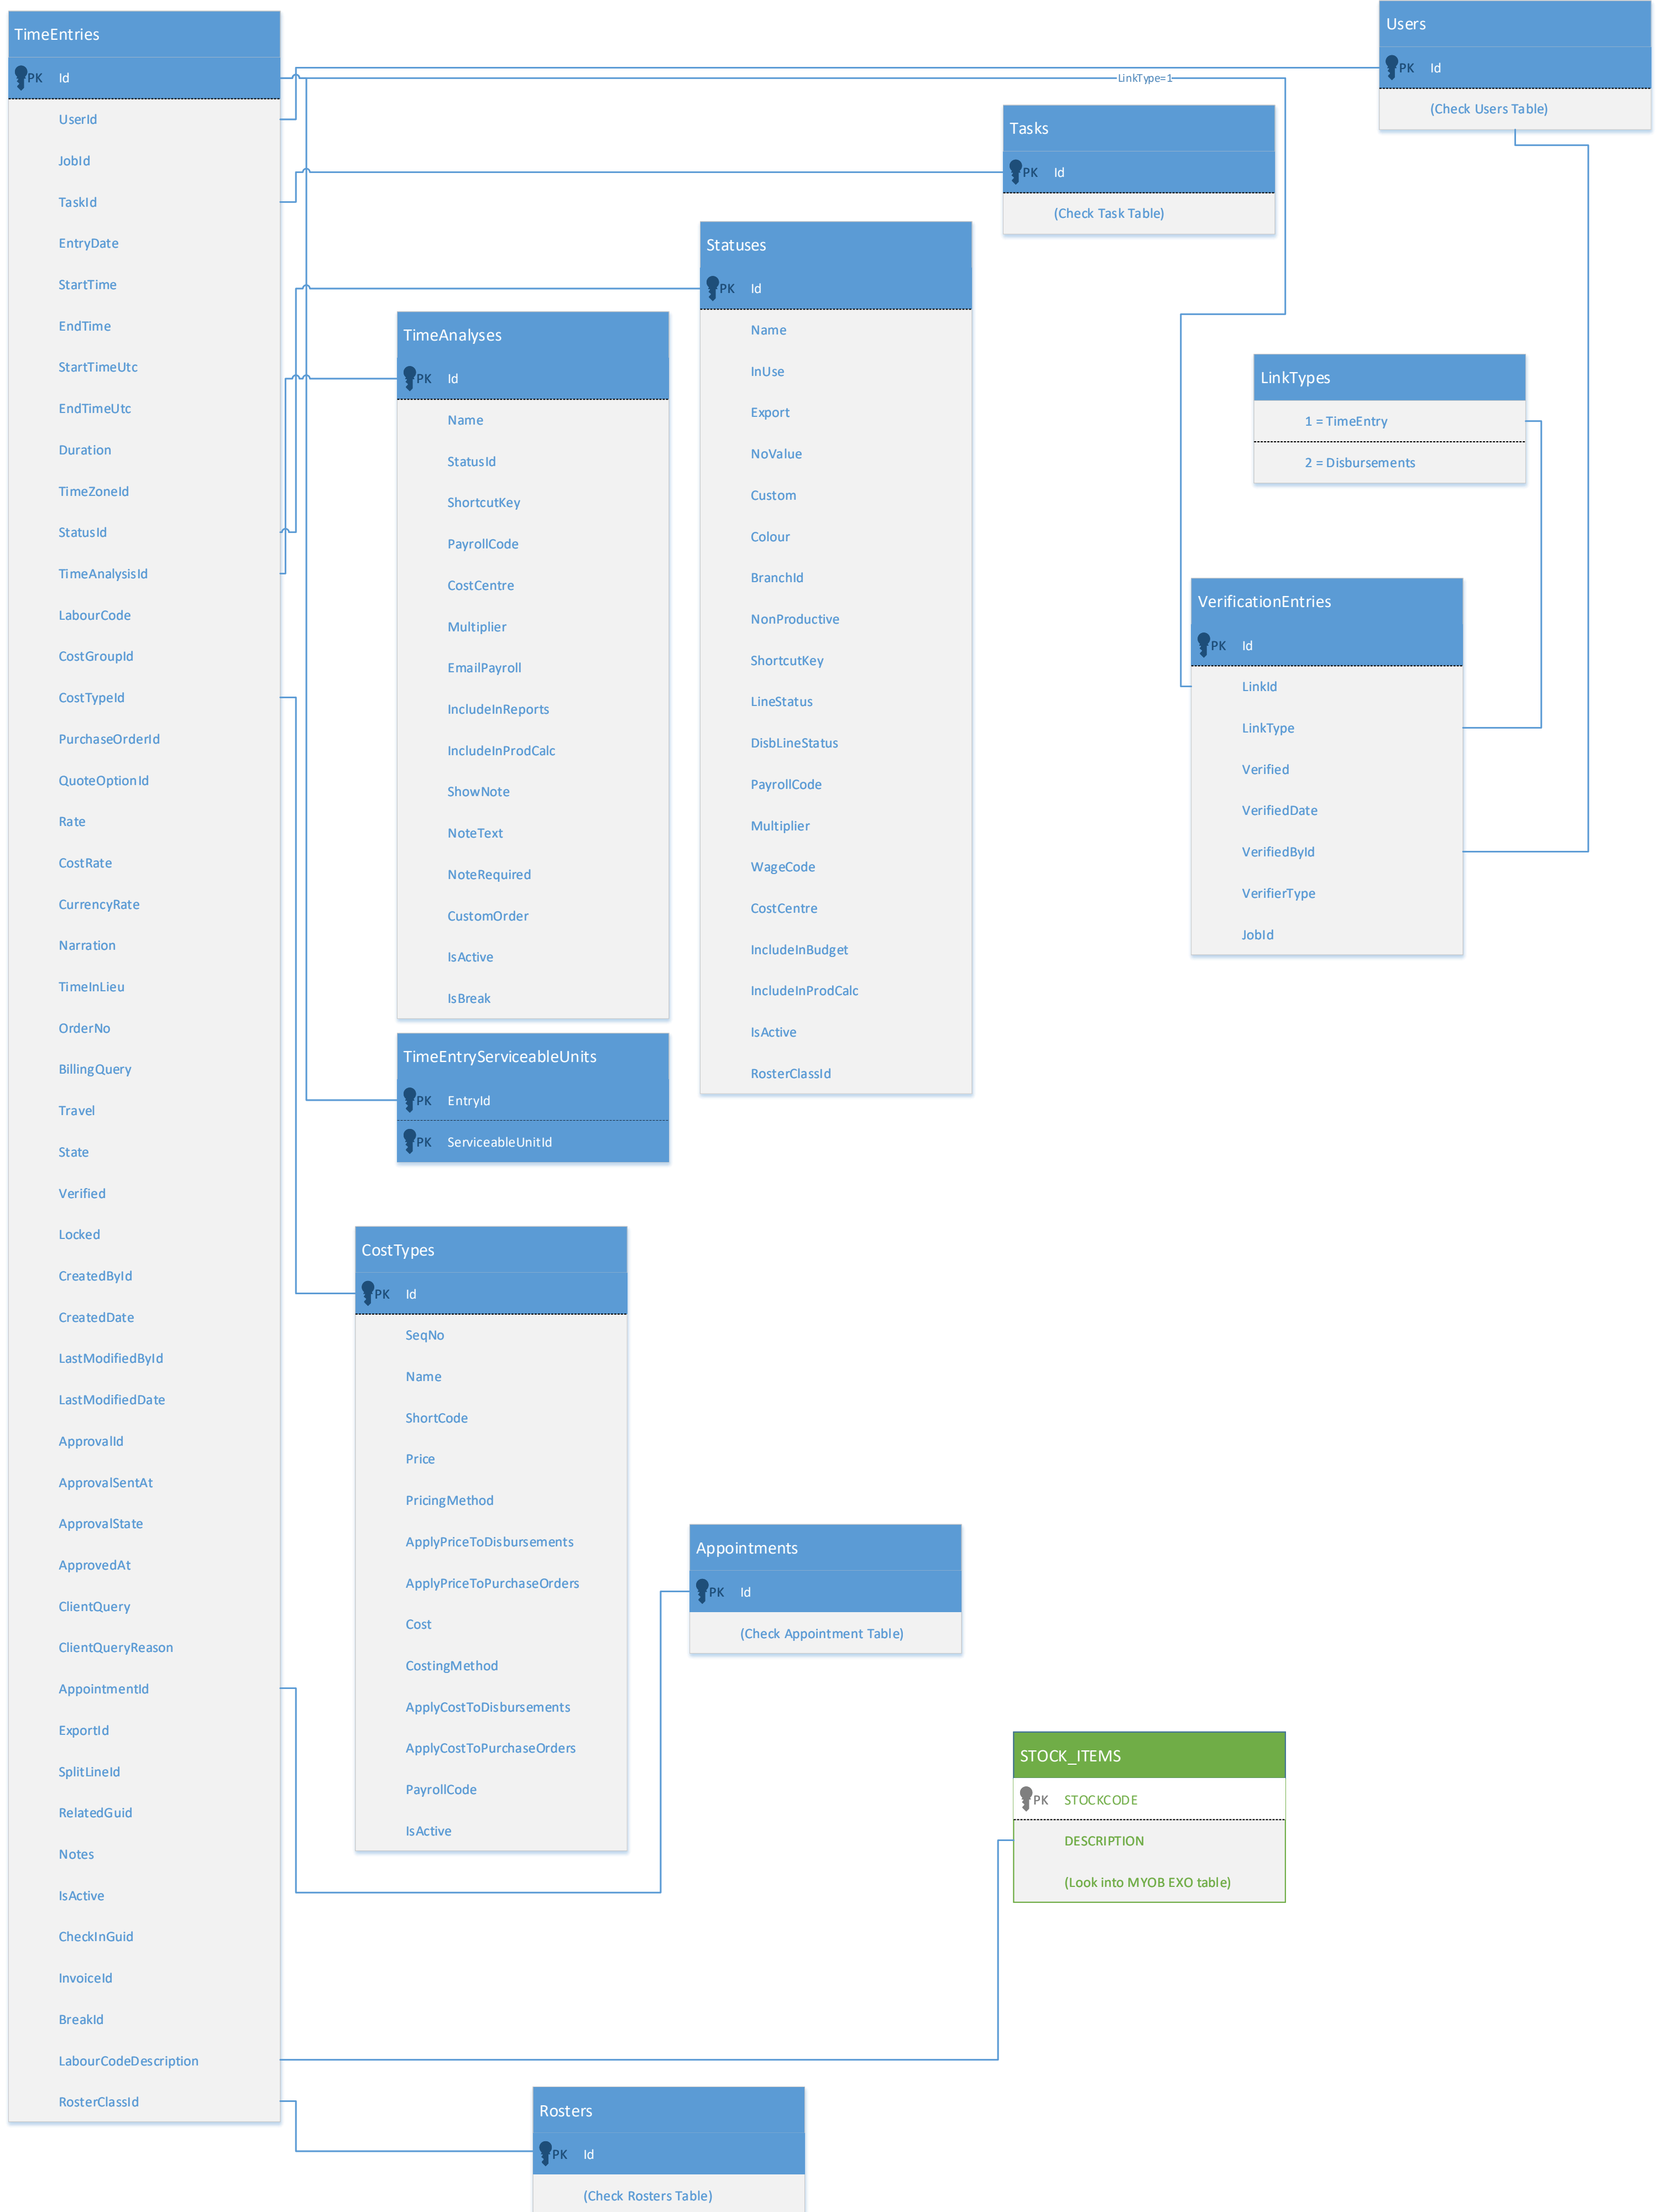 TimeEntries
PK Id
UserId
JobId
TaskId
EntryDate
StartTime
EndTime
StartTimeUtc
EndTimeUtc
Duration
TimeZoneId
StatusId
TimeAnalysisId
LabourCode
CostGroupId
CostTypeId
PurchaseOrderId
QuoteOptionId
Rate
CostRate
CurrencyRate
Narration
TimeInLieu
OrderNo
BillingQuery
Travel
State
Verified
Locked
CreatedById
CreatedDate
LastModifiedById
LastModifiedDate
ApprovalId
ApprovalSentAt
ApprovalState
ApprovedAt
ClientQuery
ClientQueryReason
AppointmentId
ExportId
SplitLineId
RelatedGuid
Notes
IsActive
CheckInGuid
InvoiceId
BreakId
LabourCodeDescription
RosterClassId
LinkType=1
Users
PK Id
(Check Users Table)
Tasks
PK Id
(Check Task Table)
Statuses
PK Id
Name
InUse
Export
NoValue
Custom
Colour
BranchId
NonProductive
ShortcutKey
LineStatus
DisbLineStatus
PayrollCode
Multiplier
WageCode
CostCentre
IncludeInBudget
IncludeInProdCalc
IsActive
RosterClassId
TimeAnalyses
PK Id
Name
StatusId
ShortcutKey
PayrollCode
CostCentre
Multiplier
EmailPayroll
IncludeInReports
IncludeInProdCalc
ShowNote
NoteText
NoteRequired
CustomOrder
IsActive
IsBreak
LinkTypes
1 = TimeEntry
2 = Disbursements
VerificationEntries
PK Id
LinkId
LinkType
Verified
VerifiedDate
VerifiedById
VerifierType
JobId
TimeEntryServiceableUnits
PK EntryId
PK ServiceableUnitId
CostTypes
PK Id
SeqNo
Name
ShortCode
Price
PricingMethod
ApplyPriceToDisbursements
ApplyPriceToPurchaseOrders
Cost
CostingMethod
ApplyCostToDisbursements
ApplyCostToPurchaseOrders
PayrollCode
IsActive
Appointments
PK Id
(Check Appointment Table)
STOCK_ITEMS
PK STOCKCODE
DESCRIPTION
(Look into MYOB EXO table)
Rosters
PK Id
(Check Rosters Table)